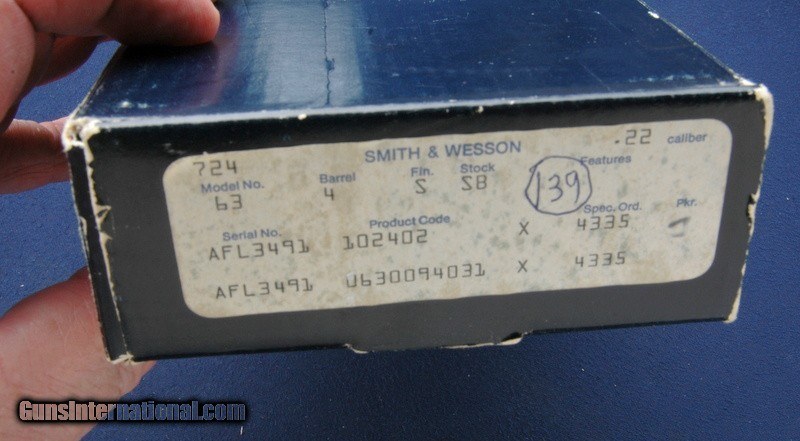 SMITH & WESSON
724 .22 caliber
Model No. Barrel Fin. Stock Features
63 4 S SB 139
Serial No. Product Code Spec. Ord. Pkr.
AFL3491 102402 X 4335
AFL3491 U630094031 X 4335
GunsInternational.com